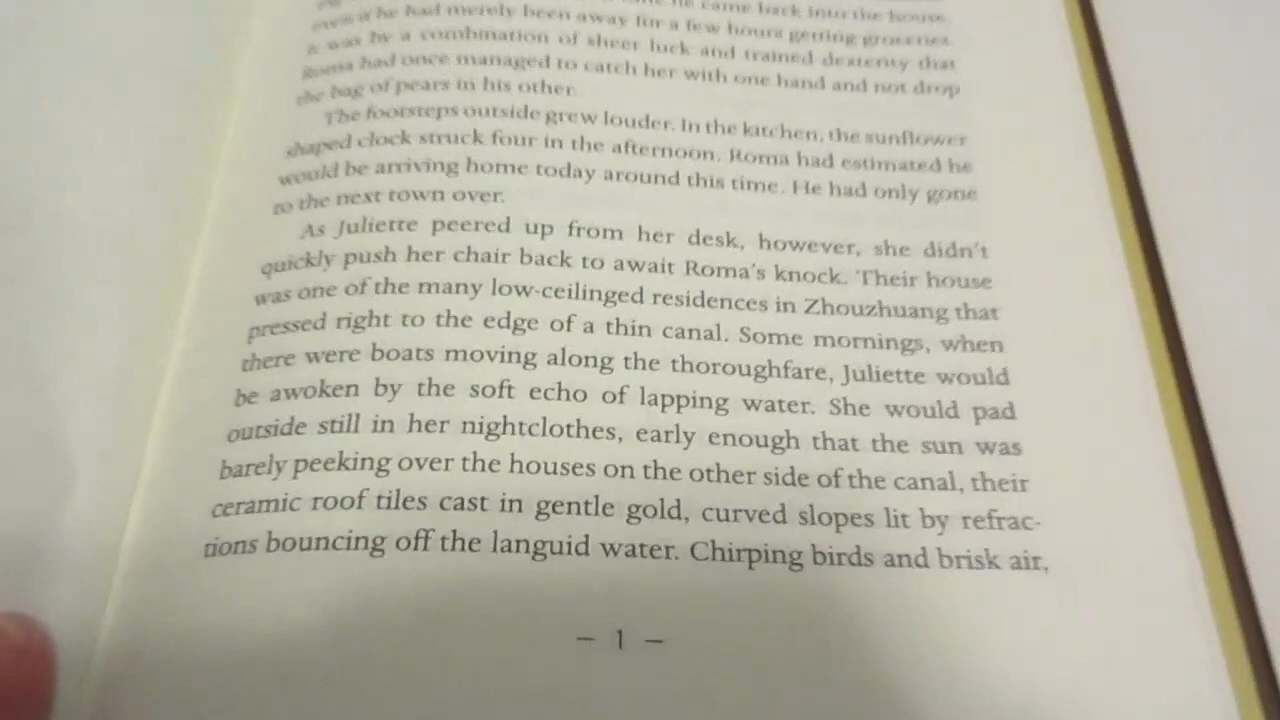 he came back into the house,
even if he had merely been away for a few hours getting groceries.
It was by a combination of sheer luck and trained dexterity that
Roma had once managed to catch her with one hand and not drop
the bag of pears in his other.
The footsteps outside grew louder. In the kitchen, the sunflower
shaped clock struck four in the afternoon. Roma had estimated he
would be arriving home today around this time. He had only gone
to the next town over.
As Juliette peered up from her desk, however, she didn't
quickly push her chair back to await Roma's knock. Their house
was one of the many low-ceilinged residences in Zhouzhuang that
pressed right to the edge of a thin canal. Some mornings, when
there were boats moving along the thoroughfare, Juliette would
be awoken by the soft echo of lapping water. She would pad
outside still in her nightclothes, early enough that the sun was
barely peeking over the houses on the other side of the canal, their
ceramic roof tiles cast in gentle gold, curved slopes lit by refrac-
tions bouncing off the languid water. Chirping birds and brisk air,
— 1 —